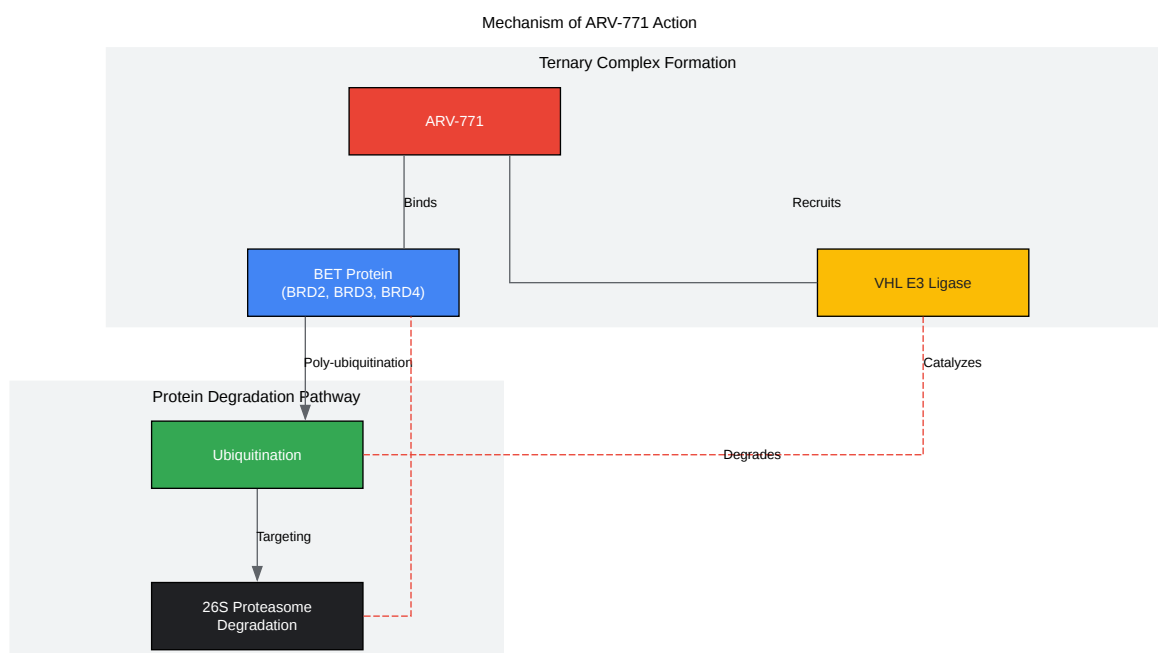 Mechanism of ARV-771 Action
Ternary Complex Formation
ARV-771
Binds
Recruits
BET Protein
(BRD2, BRD3, BRD4)
VHL E3 Ligase
Poly-ubiquitination
Catalyzes
Protein Degradation Pathway
Ubiquitination
Degrades
Targeting
26S Proteasome
Degradation